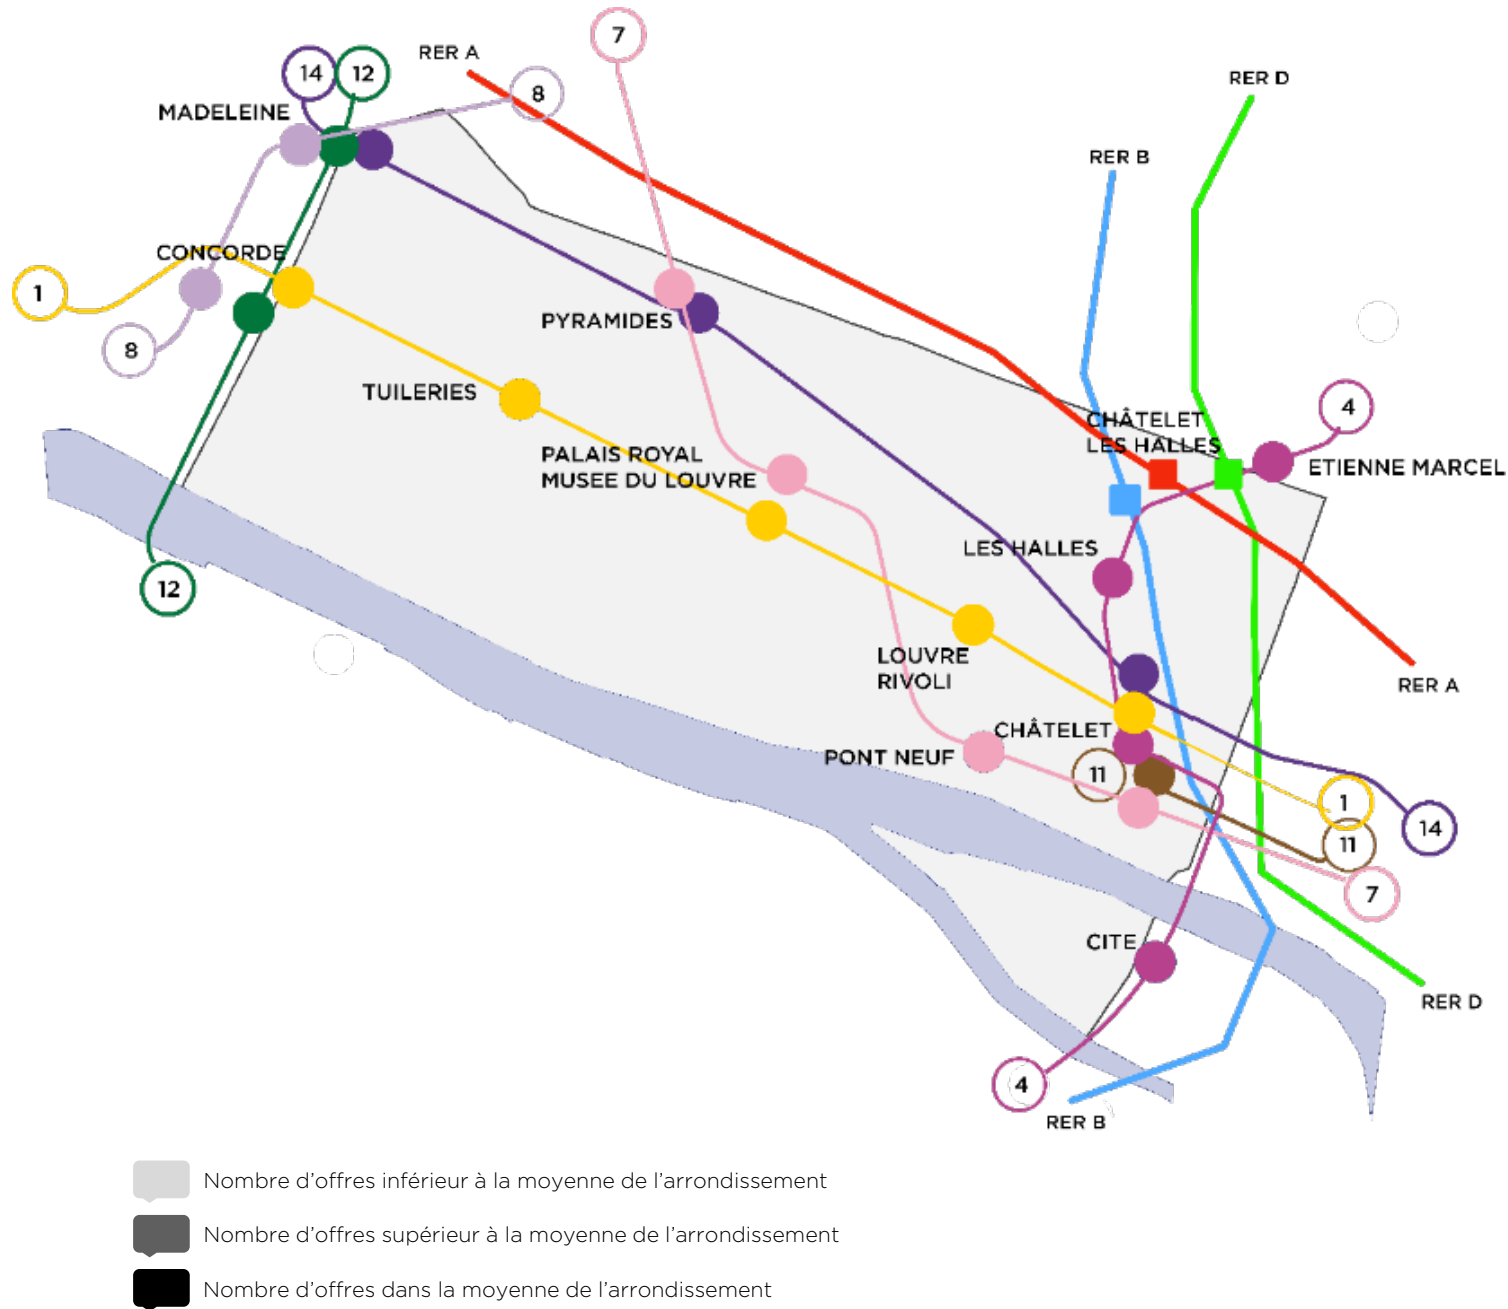 7
RER A
14
12
8
RER D
MADELEINE
RER B
CONCORDE
1
8
PYRAMIDES
TUILERIES
4
CHÂTELET
LES HALLES
ETIENNE MARCEL
PALAIS ROYAL
MUSEE DU LOUVRE
LES HALLES
12
LOUVRE
RIVOLI
RER A
CHÂTELET
PONT NEUF
11
1
14
11
7
CITE
RER D
4
RER B
Nombre d’offres inférieur à la moyenne de l’arrondissement
Nombre d’offres supérieur à la moyenne de l’arrondissement
Nombre d’offres dans la moyenne de l’arrondissement